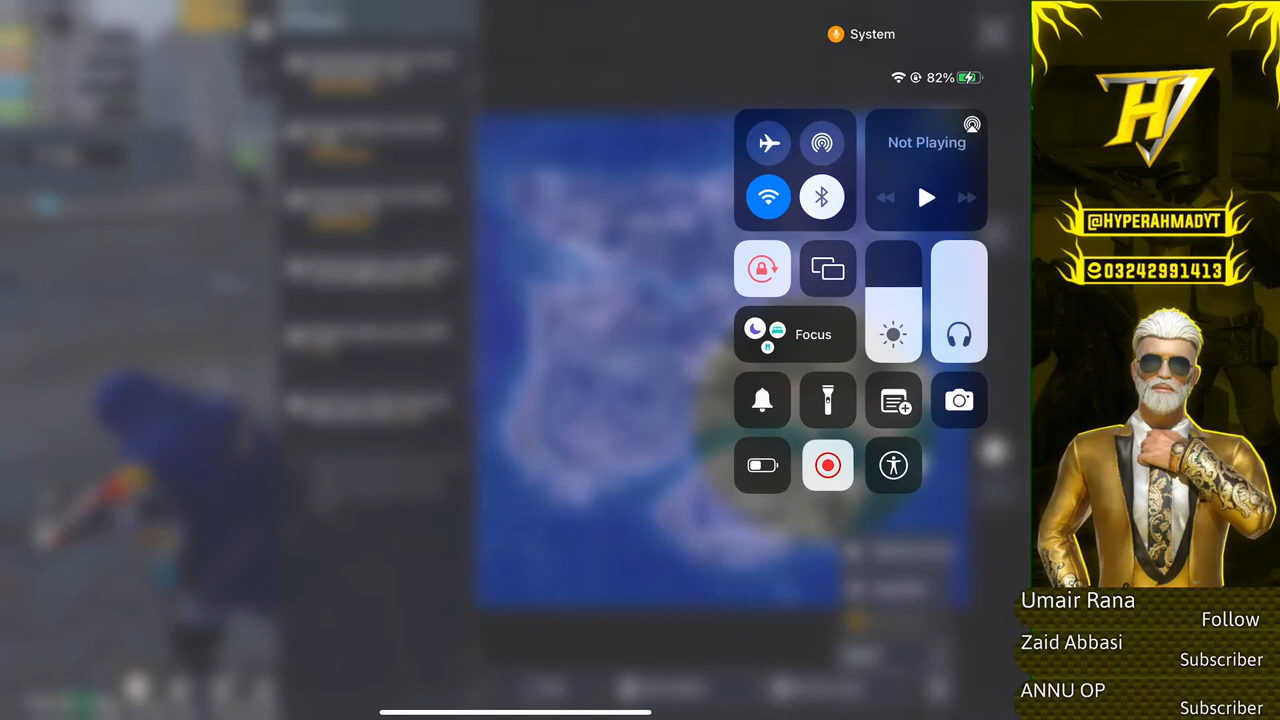 System
82%
Not Playing
Focus
H
@HYPERAHMADYT
03242991413
Umair Rana
Follow
Zaid Abbasi
Subscriber
ANNU OP
Subscriber